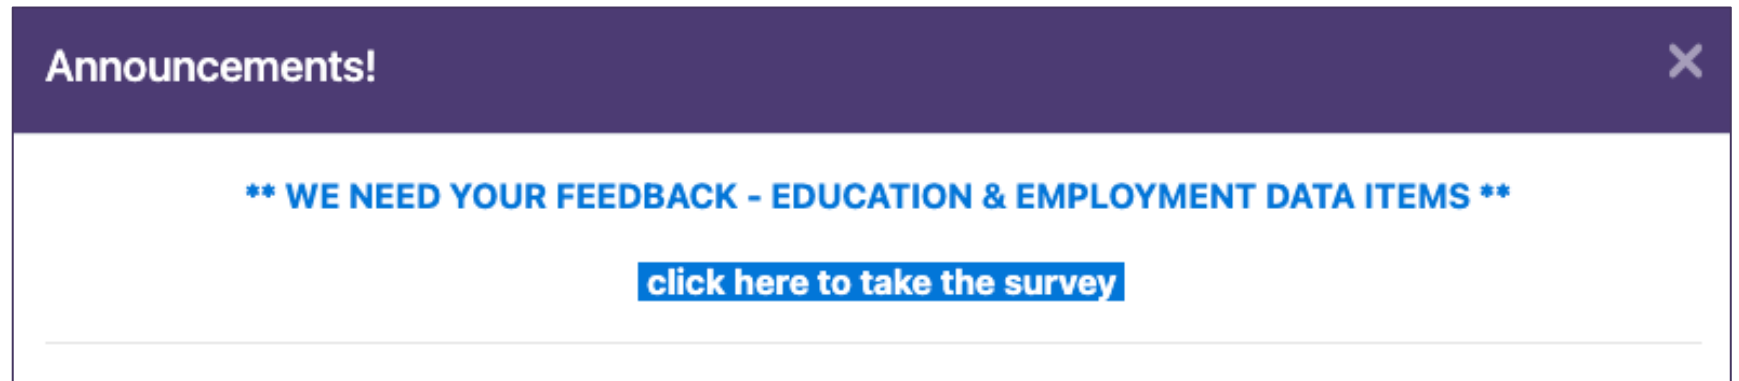 Announcements!
** WE NEED YOUR FEEDBACK - EDUCATION & EMPLOYMENT DATA ITEMS **
click here to take the survey